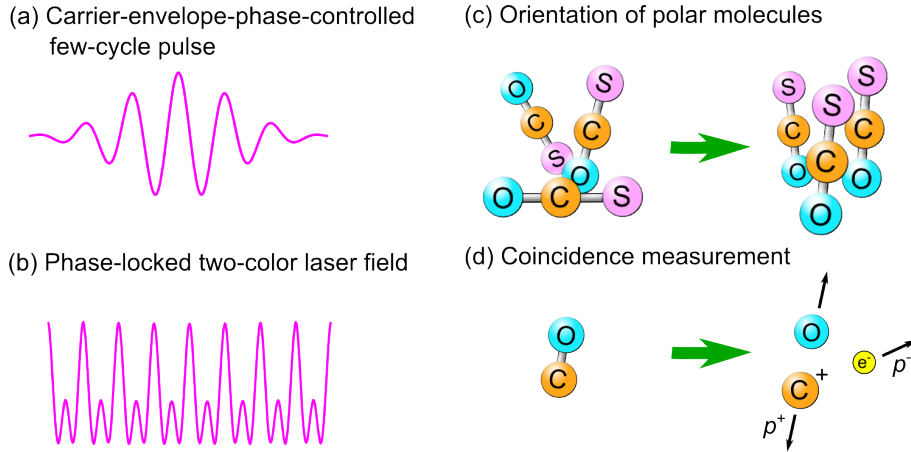 (a) Carrier-envelope-phase-controlled
few-cycle pulse
(b) Phase-locked two-color laser field
(c) Orientation of polar molecules
O
C
S
S
C
O
O C S
S
C
O
S
C
O
S
C
O
(d) Coincidence measurement
O
C
O
C +
e-
p-
p+